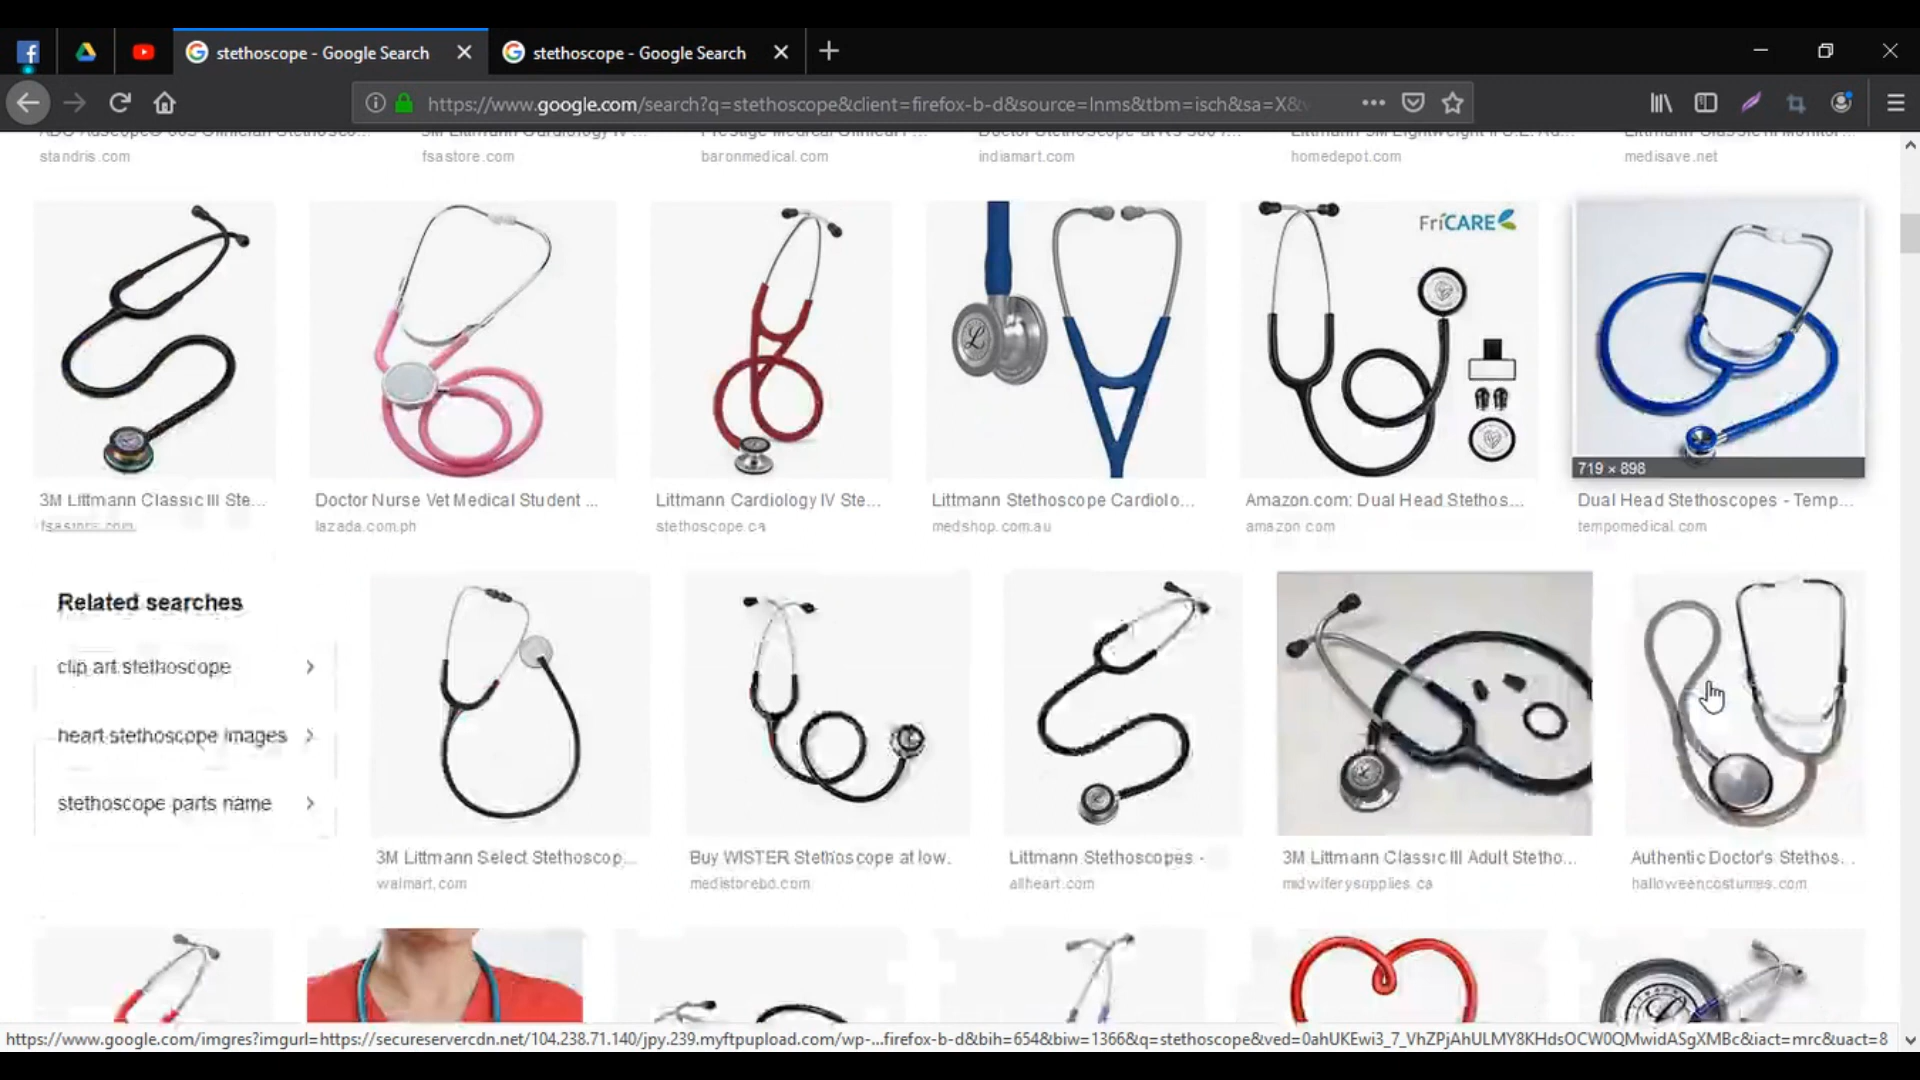 stethoscope - Google Search
stethoscope - Google Search
https://www.google.com/search?q=stethoscope&client=firefox-b-d&source=lnms&tbm=isch&sa=X&v
standris.com
fsastore.com
baronmedical.com
indiamart.com
homedepot.com
medisave.net
FriCARE
719 × 898
3M Littmann Classic III Ste...
Doctor Nurse Vet Medical Student ...
Littmann Cardiology IV Ste...
Littmann Stethoscope Cardiolo...
Amazon.com: Dual Head Stethos...
Dual Head Stethoscopes - Temp...
fsastore.com
lazada.com.ph
stethoscope.ca
medshop.com.au
amazon.com
tempomedical.com
Related searches
clip art stethoscope
heart stethoscope images
stethoscope parts name
3M Littmann Select Stethoscop...
Buy WISTER Stethoscope at low.
Littmann Stethoscopes -
3M Littmann Classic III Adult Stetho...
Authentic Doctor's Stethos...
walmart.com
medistorebd.com
allheart.com
midwiferysupplies.ca
halloweencostumes.com
https://www.google.com/imgres?imgurl=https://secureservercdn.net/104.238.71.140/jpy.239.myftpupload.com/wp-...firefox-b-d&bih=654&biw=1366&q=stethoscope&ved=0ahUKEwi3_7_VhZPjAhULMY8KHdsOCW0QMwidASgXMBc&iact=mrc&uact=8